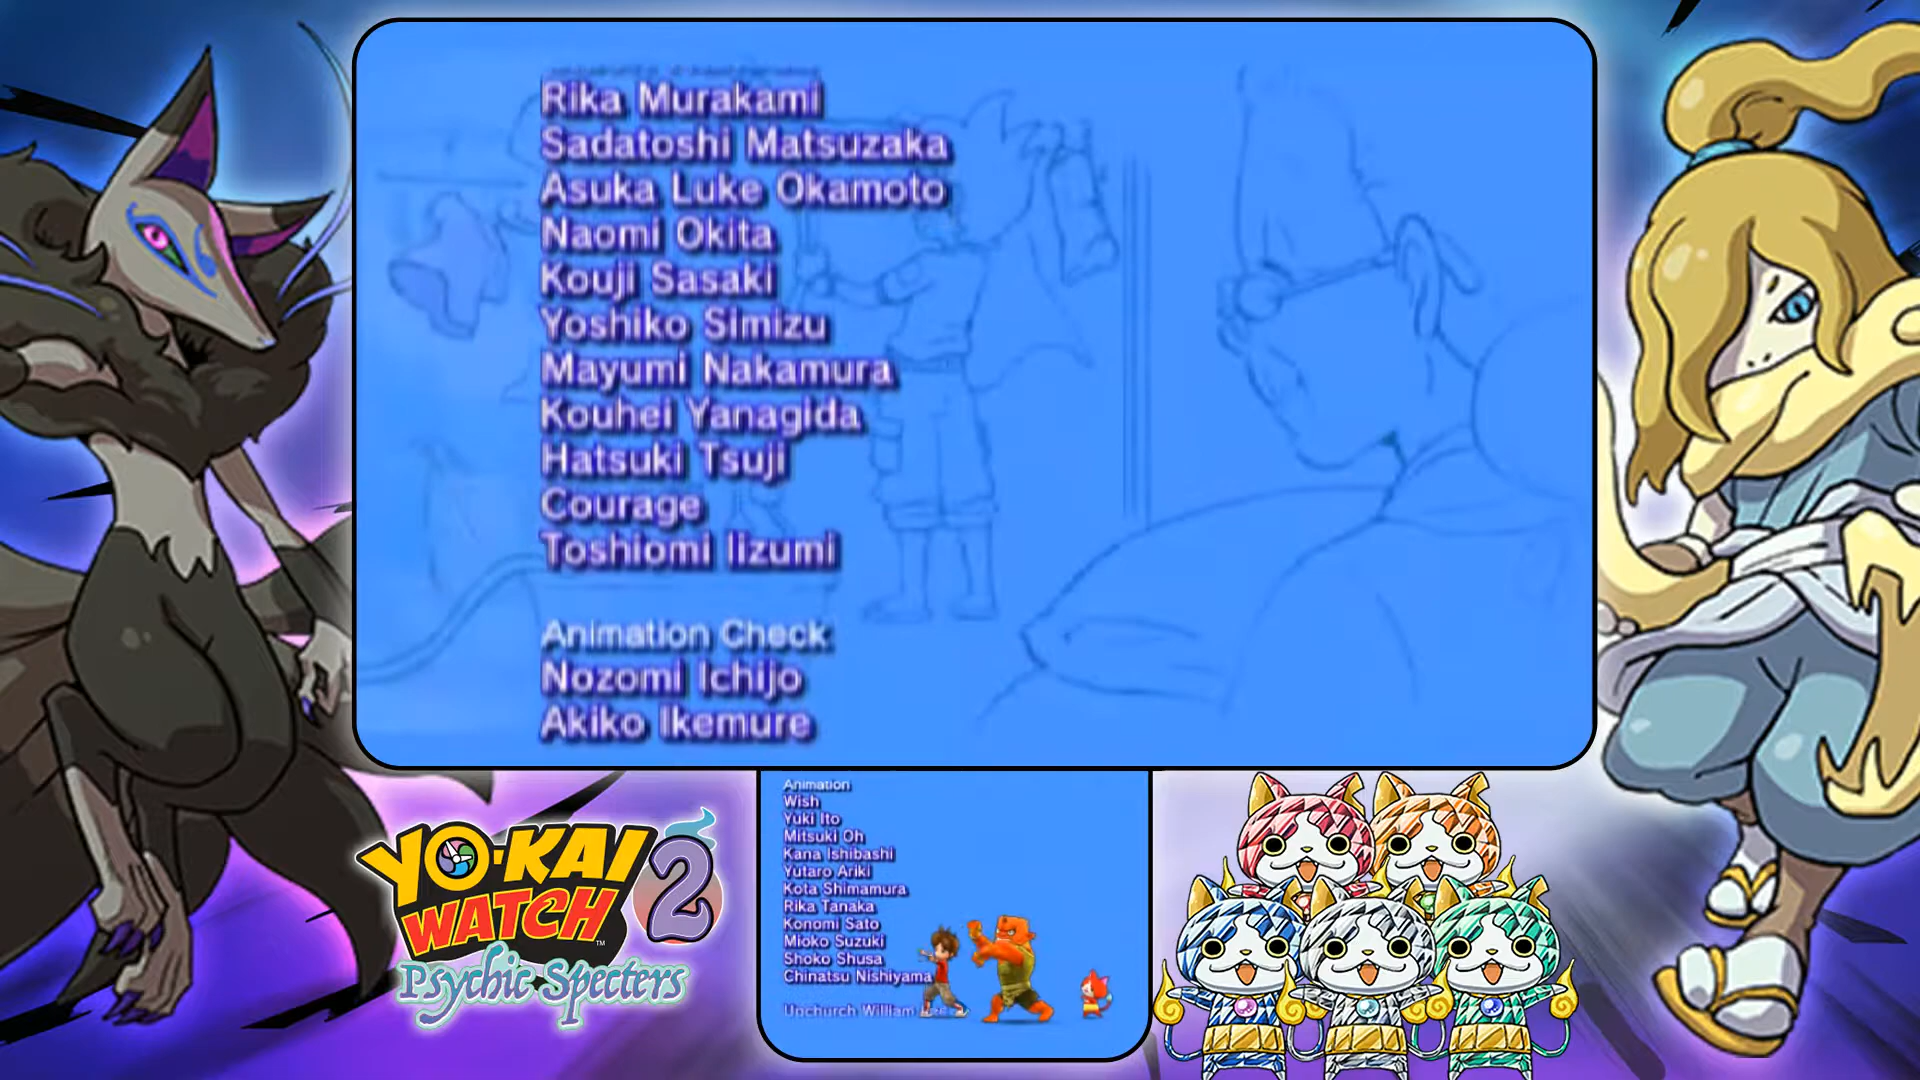 Rika Murakami
Sadatoshi Matsuzaka
Asuka Luke Okamoto
Naomi Okita
Kouji Sasaki
Yoshiko Simizu
Mayumi Nakamura
Kouhei Yanagida
Hatsuki Tsuji
Courage
Toshiomi Iizumi
Animation Check
Nozomi Ichijo
Akiko Ikemure
YO-KAI
WATCH 2
TM
Psychic Specters
Animation
Wish
Yuki Ito
Mitsuki Oh
Kana Ishibashi
Yutaro Ariki
Kota Shimamura
Rika Tanaka
Konomi Sato
Mioko Suzuki
Shoko Shusa
Chinatsu Nishiyama
Unchurch William